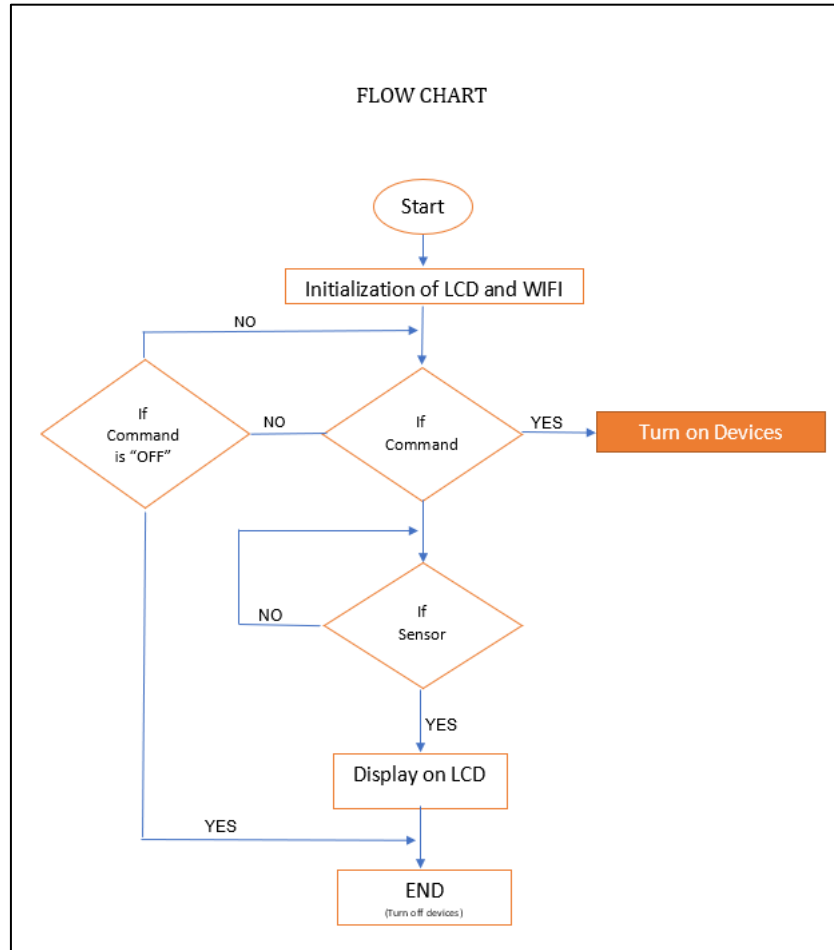 FLOW CHART
Start
Initialization of LCD and WIFI
NO
If
Command
is “OFF”
NO
If
Command
YES
Turn on Devices
NO
If
Sensor
YES
Display on LCD
YES
END
(Turn off devices)